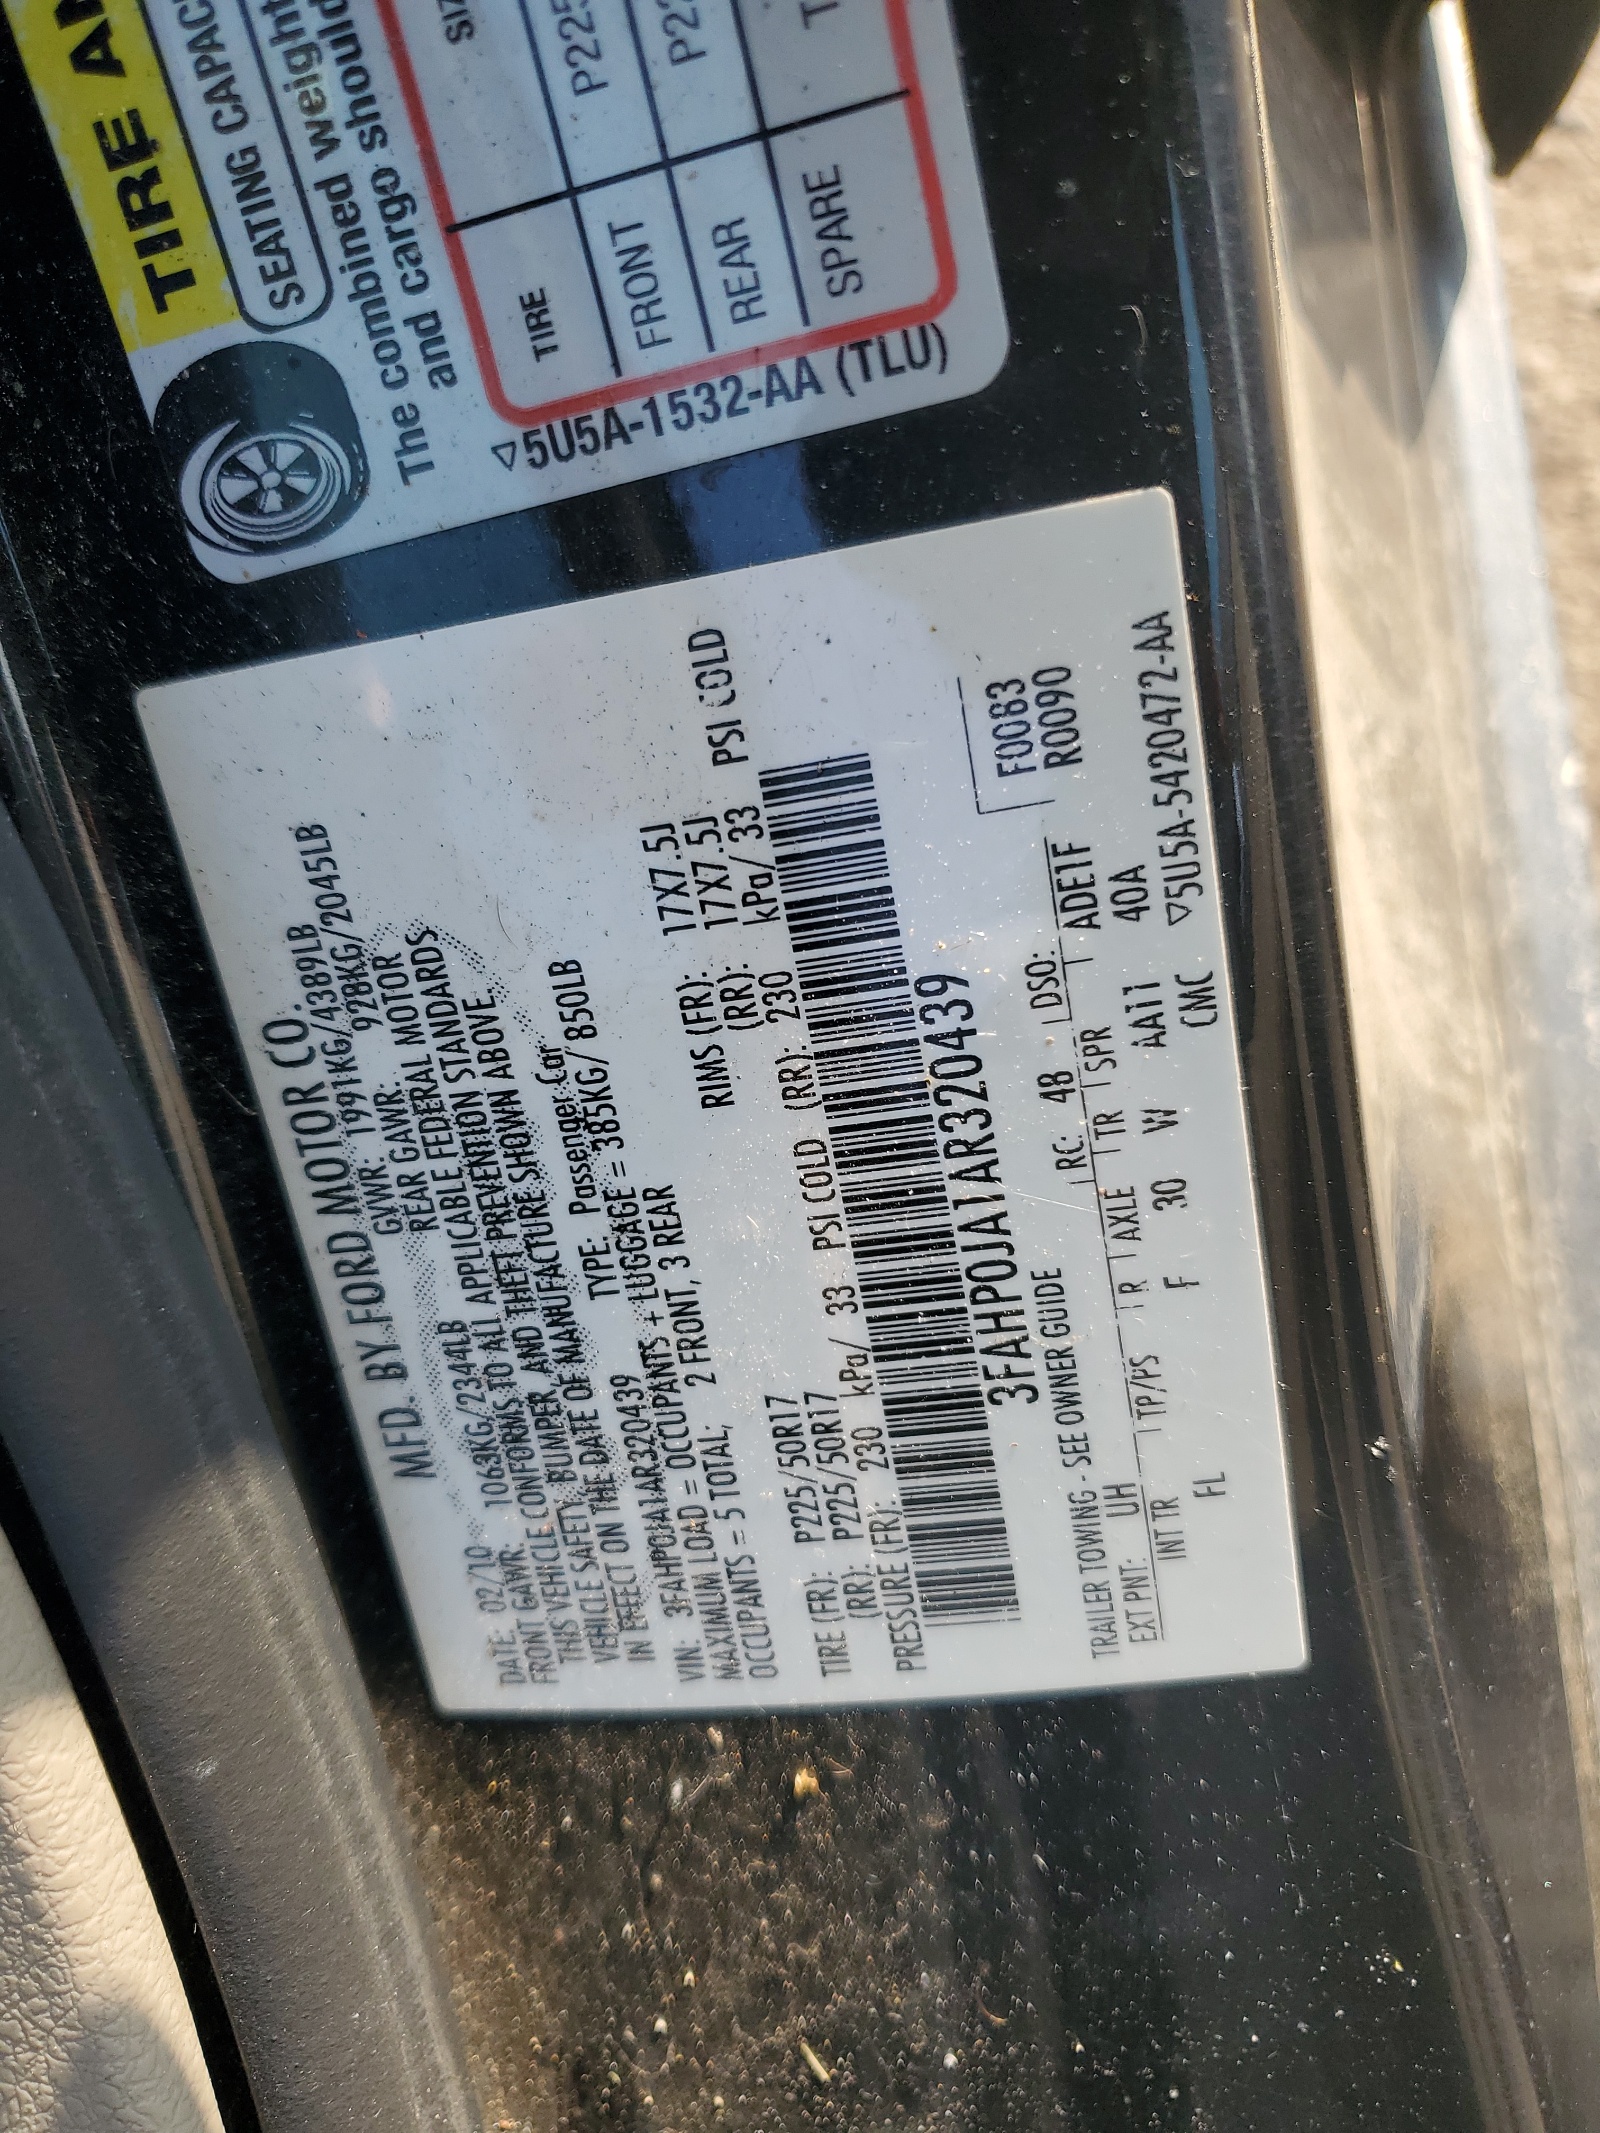 MFD. BY FORD MOTOR CO.
DATE: 02/10 GVWR: 1991KG/4389LB
FRONT GAWR: 1063KG/2344LB REAR GAWR: 928KG/2045LB
THIS VEHICLE CONFORMS TO ALL APPLICABLE FEDERAL MOTOR
VEHICLE SAFETY, BUMPER AND THEFT PREVENTION STANDARDS
IN EFFECT ON THE DATE OF MANUFACTURE SHOWN ABOVE.
VIN: 3FAHP0JA1AR320439 TYPE: Passenger Car
MAXIMUM LOAD = OCCUPANTS + LUGGAGE = 385KG/ 850LB
OCCUPANTS = 5 TOTAL; 2 FRONT, 3 REAR
TIRE (FR): P225/50R17 RIMS (FR): 17X7.5J
(RR): P225/50R17 (RR): 17X7.5J
PRESSURE (FR): 230 kPa/ 33 PSI COLD (RR): 230 kPa/ 33 PSI COLD
3FAHP0JA1AR320439
F0083
R0090
TRAILER TOWING - SEE OWNER GUIDE
EXT PNT: UH RC: 48 DSO:
INT TR TP/PS R AXLE TR SPR ADE1F
FL F 30 W AA11 40A
CMC ▽5U5A-5420472-AA
TIRE AN
SEATING CAPAC
The combined weight
and cargo should
TIRE SIZ
FRONT P225
REAR P22
SPARE T
▽5U5A-1532-AA (TLU)